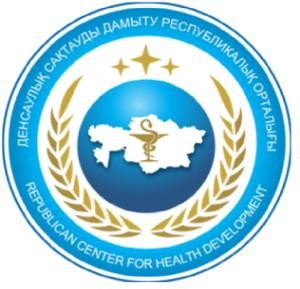 ДЕНСАУЛЫҚ САҚТАУДЫ ДАМЫТУ РЕСПУБЛИКАЛЫҚ ОРТАЛЫҒЫ
REPUBLICAN CENTER FOR HEALTH DEVELOPMENT